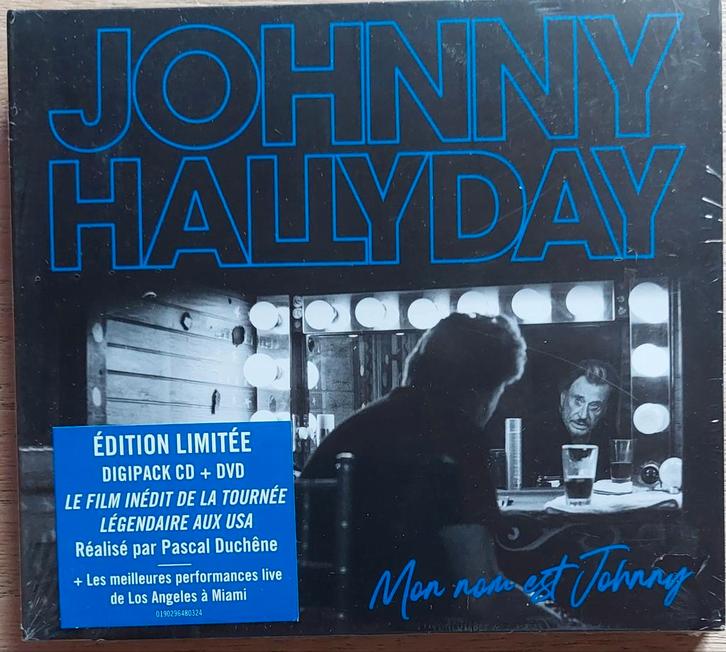 JOHNNY
HALLYDAY
ÉDITION LIMITÉE
DIGIPACK CD + DVD
LE FILM INÉDIT DE LA TOURNÉE
LÉGENDAIRE AUX USA
Réalisé par Pascal Duchêne
+ Les meilleures performances live
de Los Angeles à Miami
0190296480324
Mon nom est Johnny